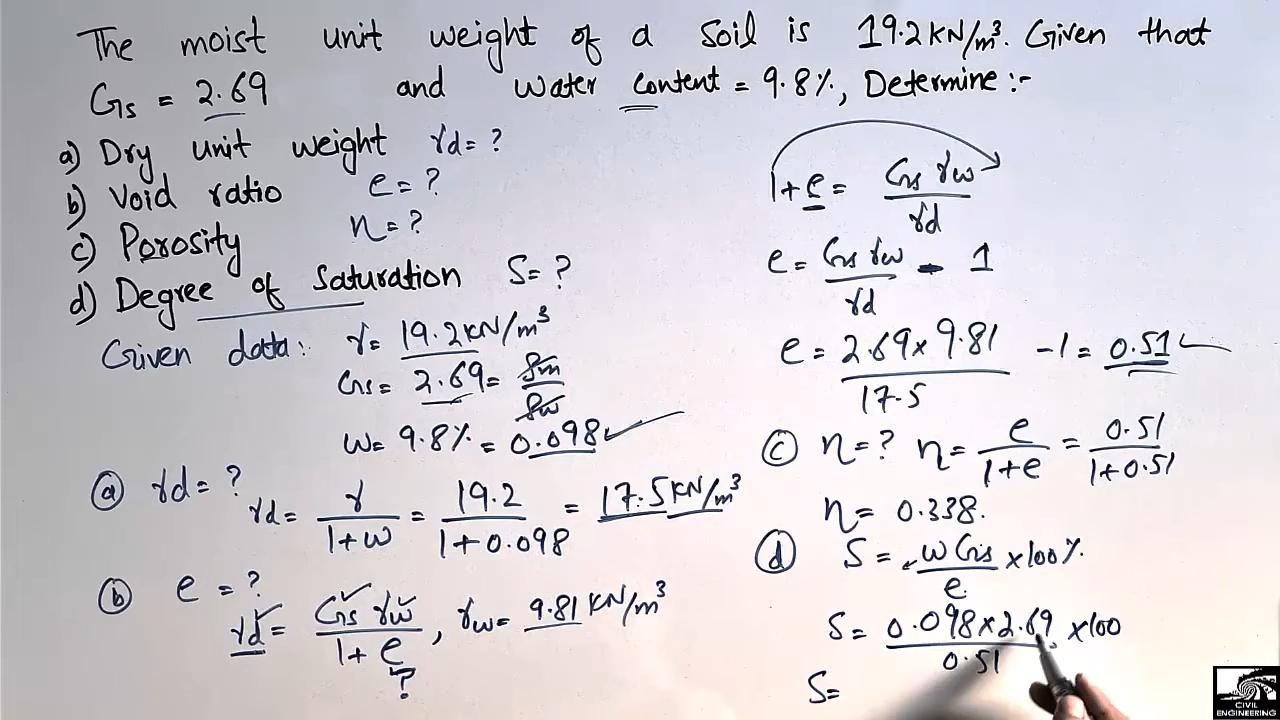 The moist unit weight of a soil is 19.2 kN/m³. Given that
Gs = 2.69 and water content = 9.8%, Determine :-
a) Dry unit weight γd = ?
b) Void ratio e = ?
c) Porosity n = ?
d) Degree of Saturation S = ?
Given data: γ = 19.2 kN/m³
Gs = 2.69 = ρm/ρw
w = 9.8% = 0.098
(a) γd = ?
γd = γ/(1+w) = 19.2/(1+0.098) = 17.5 kN/m³
(b) e = ?
γd = Gs γw/(1+e), γw = 9.81 kN/m³
?
1+e = Gs γw/γd
e = Gs γw/γd - 1
e = 2.69 × 9.81/17.5 - 1 = 0.51
(c) n = ? n = e/(1+e) = 0.51/(1+0.51)
n = 0.338.
(d) S = w Gs/e × 100%.
S = 0.098 × 2.69/0.51 × 100
S =
CIVIL
ENGINEERING